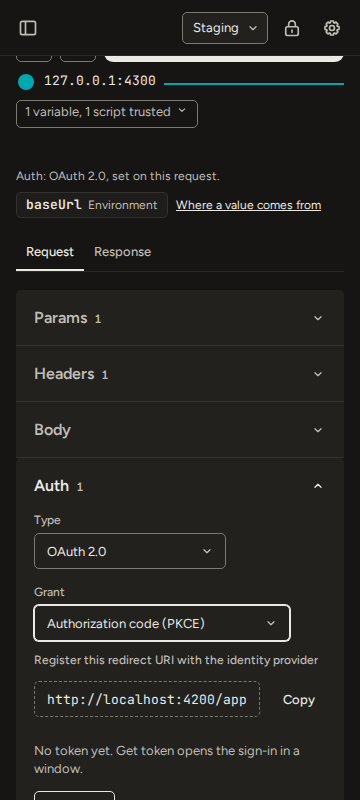 Staging
127.0.0.1:4300
1 variable, 1 script trusted
Auth: OAuth 2.0, set on this request.
baseUrl Environment Where a value comes from
Request Response
Params 1
Headers 1
Body
Auth 1
Type
OAuth 2.0
Grant
Authorization code (PKCE)
Register this redirect URI with the identity provider
http://localhost:4200/app Copy
No token yet. Get token opens the sign-in in a
window.